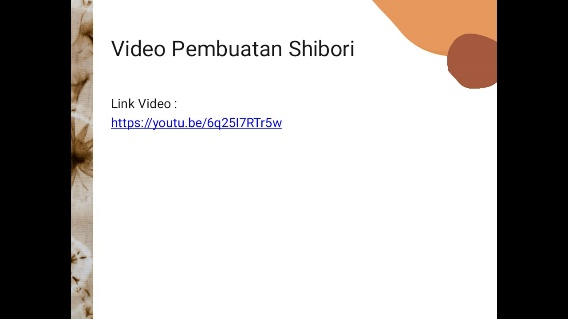 Video Pembuatan Shibori
Link Video :
https://youtu.be/6q25I7RTr5w